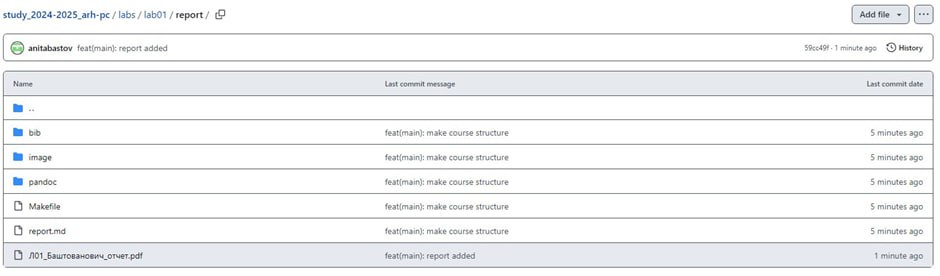 study_2024-2025_arh-pc / labs / lab01 / report / Add file
anitabastov feat(main): report added 59cc49f · 1 minute ago History
Name Last commit message Last commit date
..
bib feat(main): make course structure 5 minutes ago
image feat(main): make course structure 5 minutes ago
pandoc feat(main): make course structure 5 minutes ago
Makefile feat(main): make course structure 5 minutes ago
report.md feat(main): make course structure 5 minutes ago
Л01_Баштованович_отчет.pdf feat(main): report added 1 minute ago